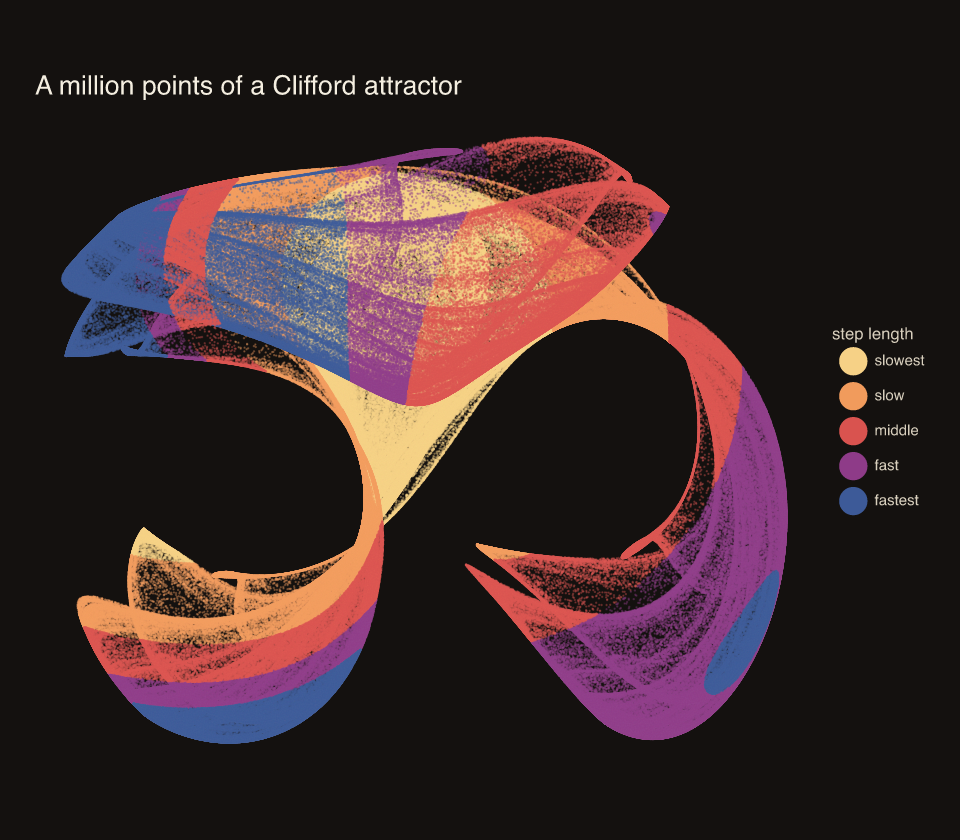 A million points of a Clifford attractor
step length
slowest
slow
middle
fast
fastest